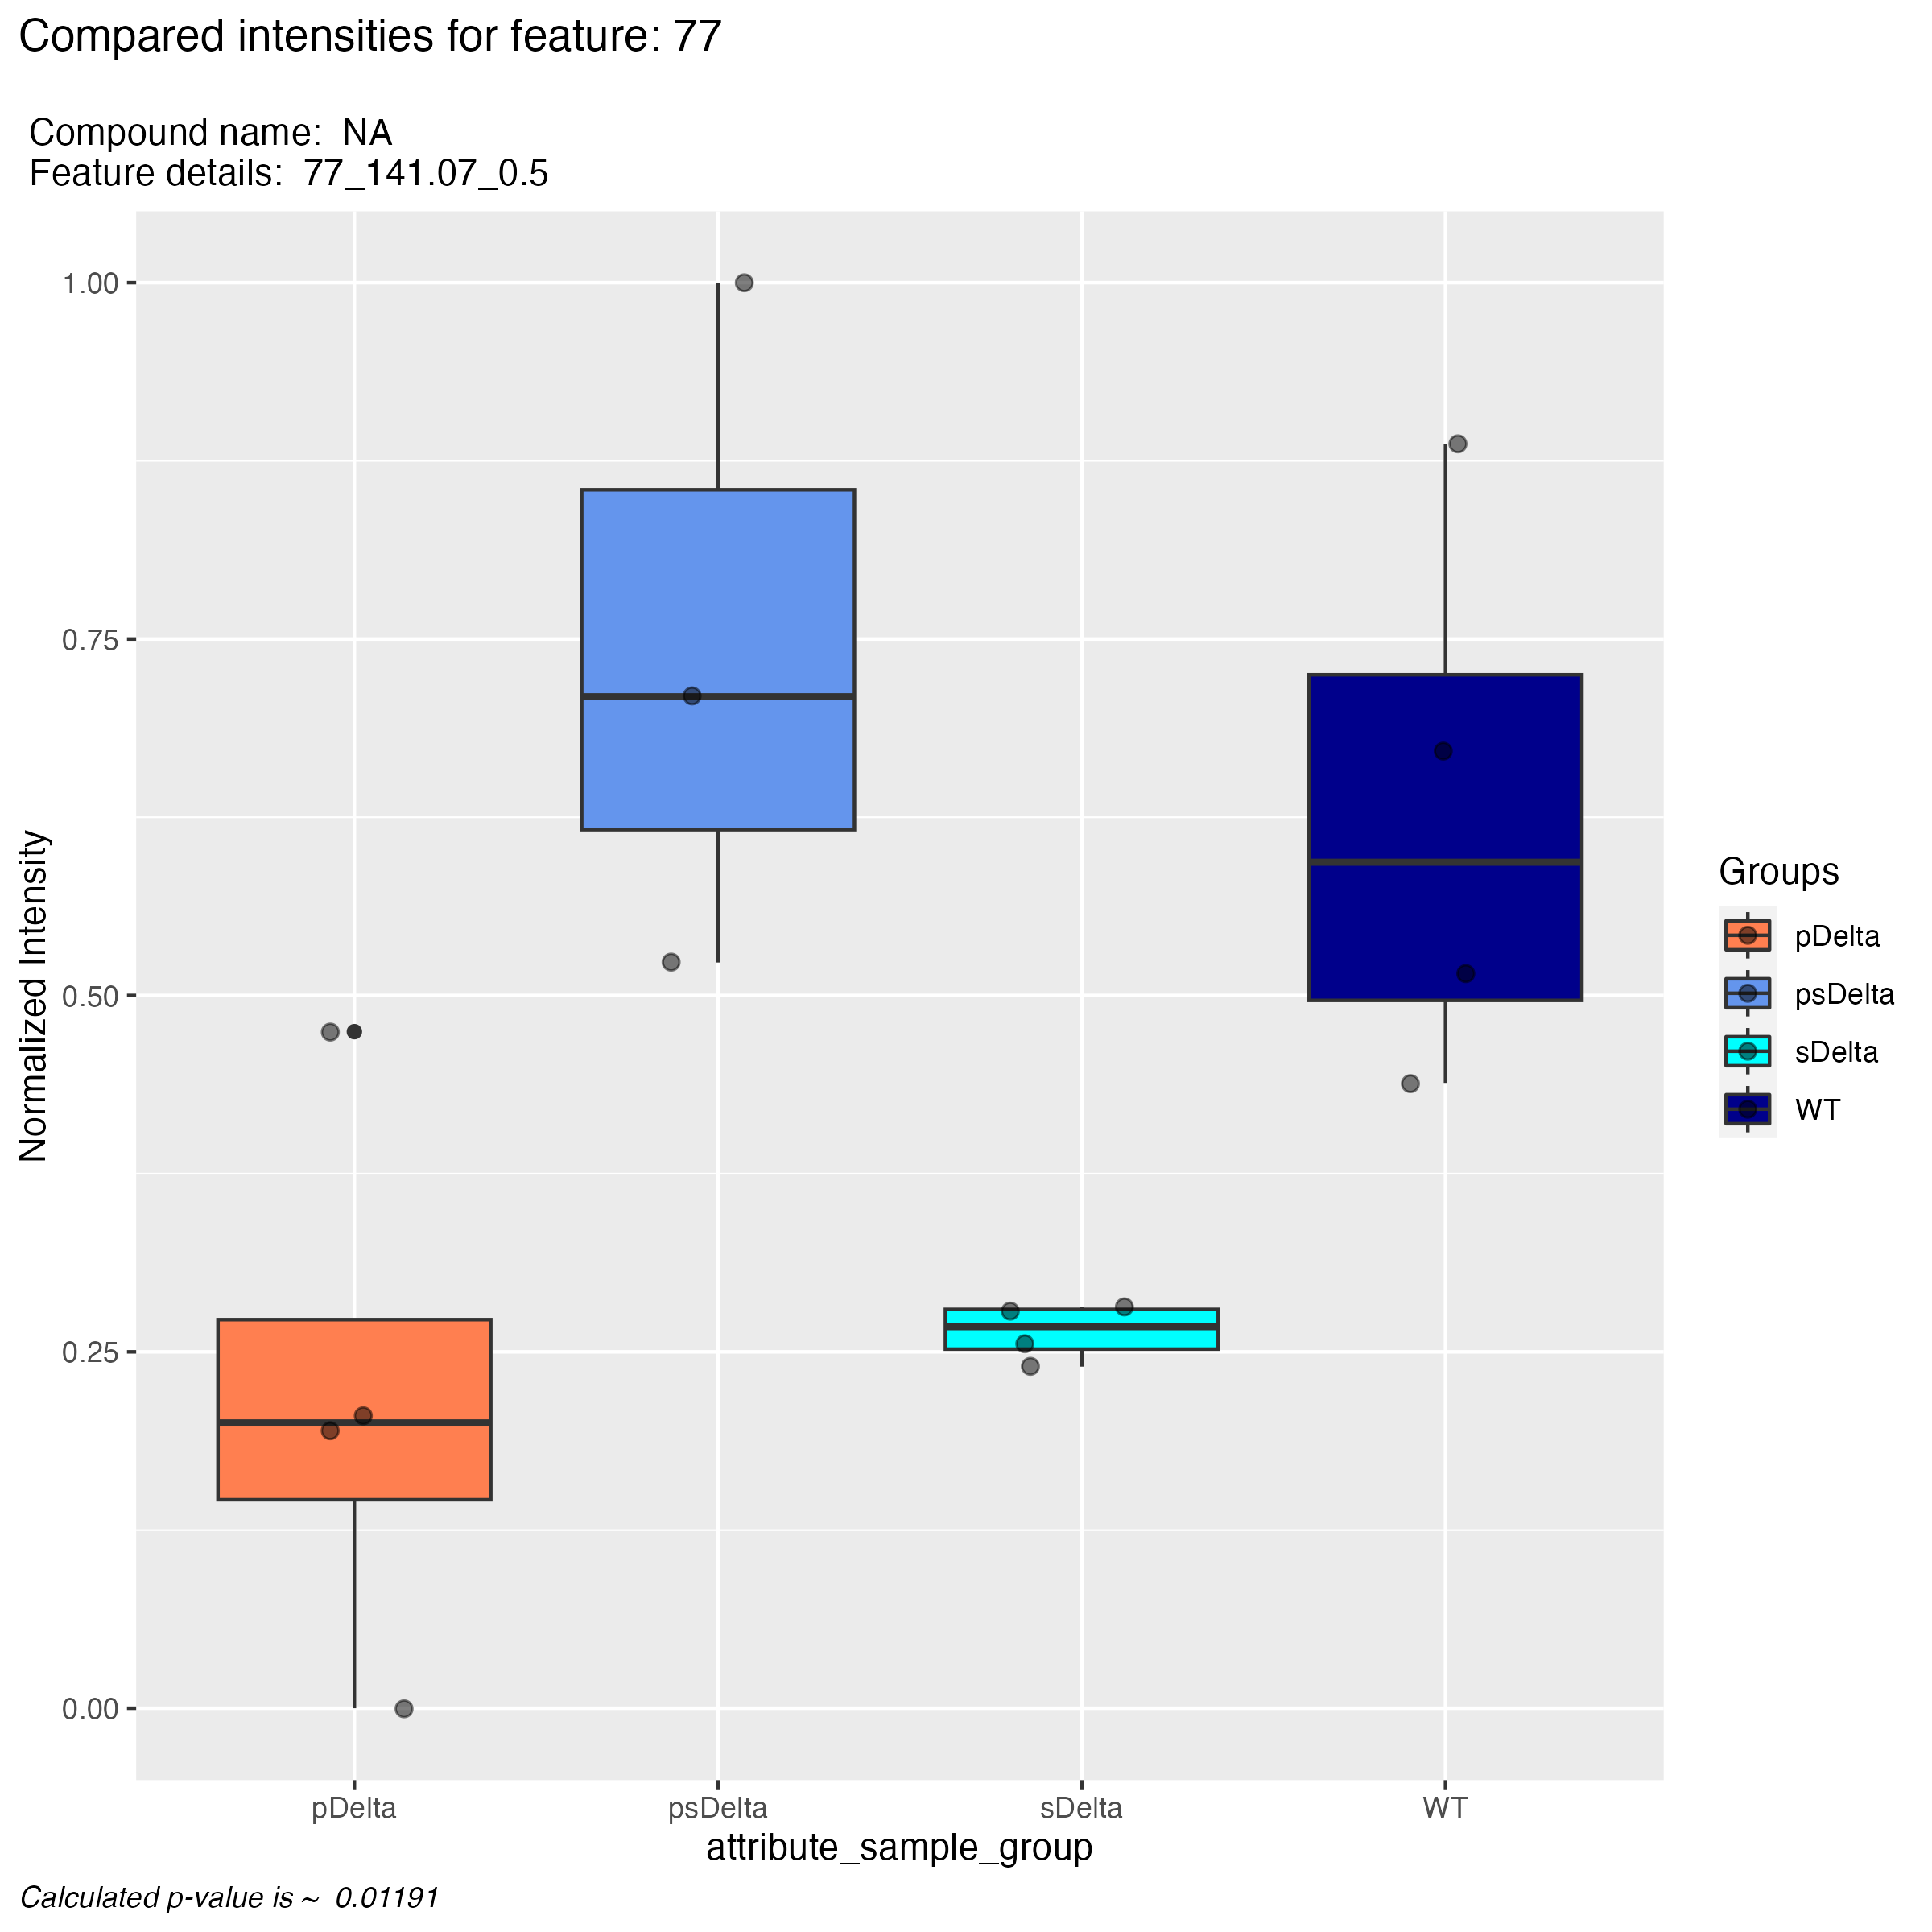 Compared intensities for feature: 77
Compound name:  NA
Feature details:  77_141.07_0.5
1.00
0.75
0.50
0.25
0.00
Normalized Intensity
pDelta
psDelta
sDelta
WT
attribute_sample_group
Groups
pDelta
psDelta
sDelta
WT
Calculated p-value is ~  0.01191